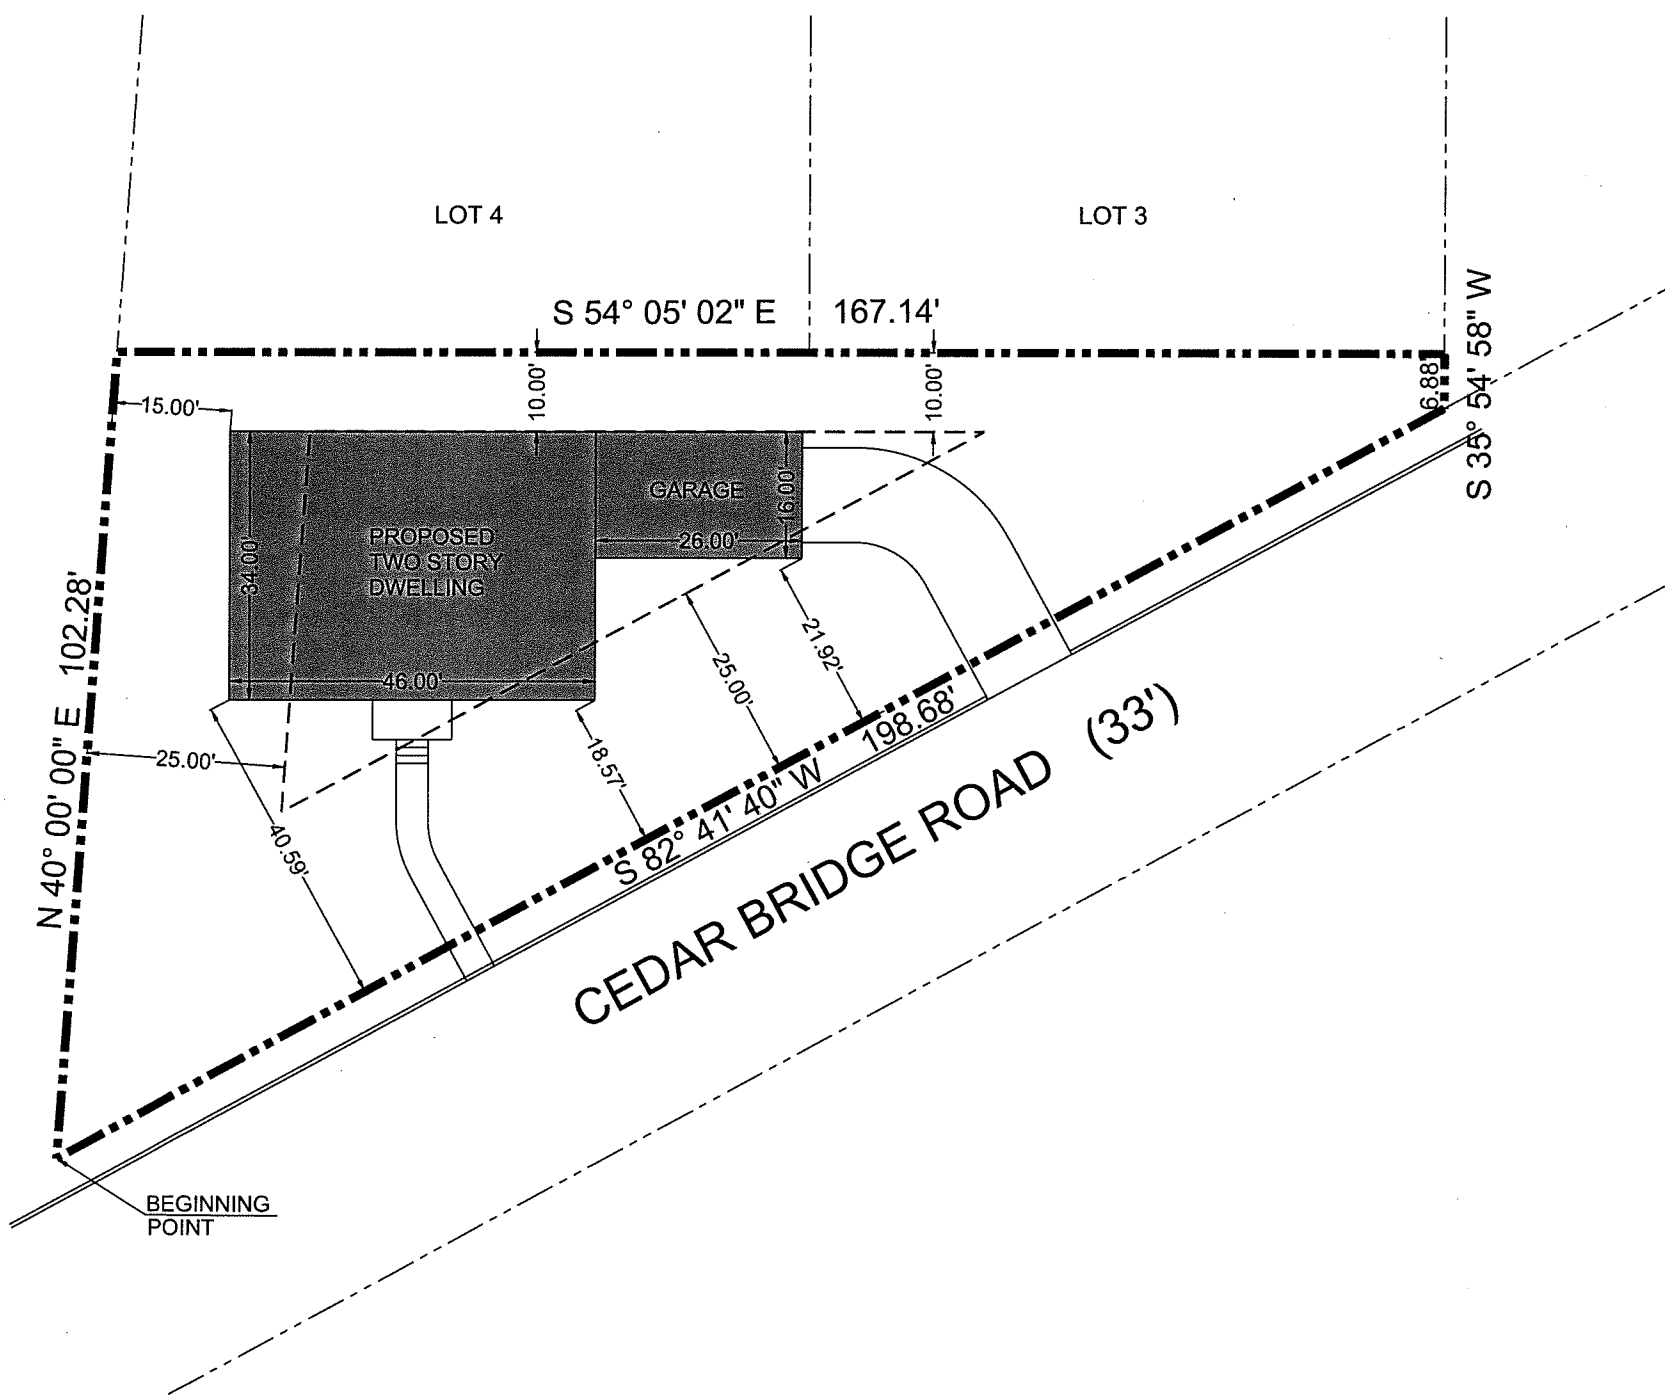 LOT 4
LOT 3
S 54° 05' 02" E 167.14'
S 35° 54' 58" W
6.88'
10.00'
10.00'
15.00'
GARAGE
16.00'
26.00'
PROPOSED
TWO STORY
DWELLING
34.00'
46.00'
N 40° 00' 00" E 102.28'
25.00'
40.59'
18.57'
25.00'
21.92'
S 82° 41' 40" W 198.68'
CEDAR BRIDGE ROAD (33')
BEGINNING
POINT